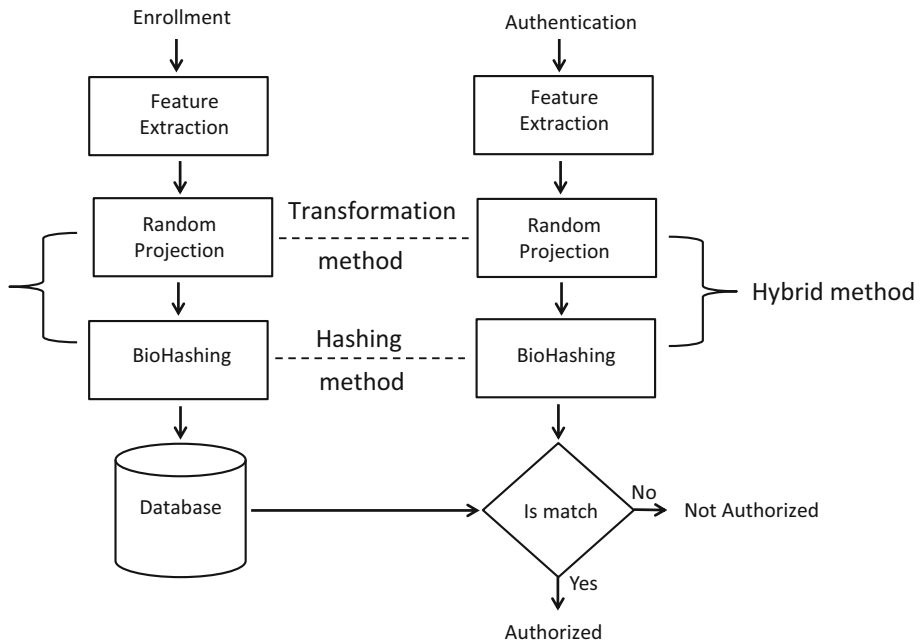 Enrollment
Authentication
Feature
Extraction
Feature
Extraction
Random
Projection
Transformation
method
Random
Projection
Hybrid method
BioHashing
Hashing
method
BioHashing
Database
Is match
No
Not Authorized
Yes
Authorized